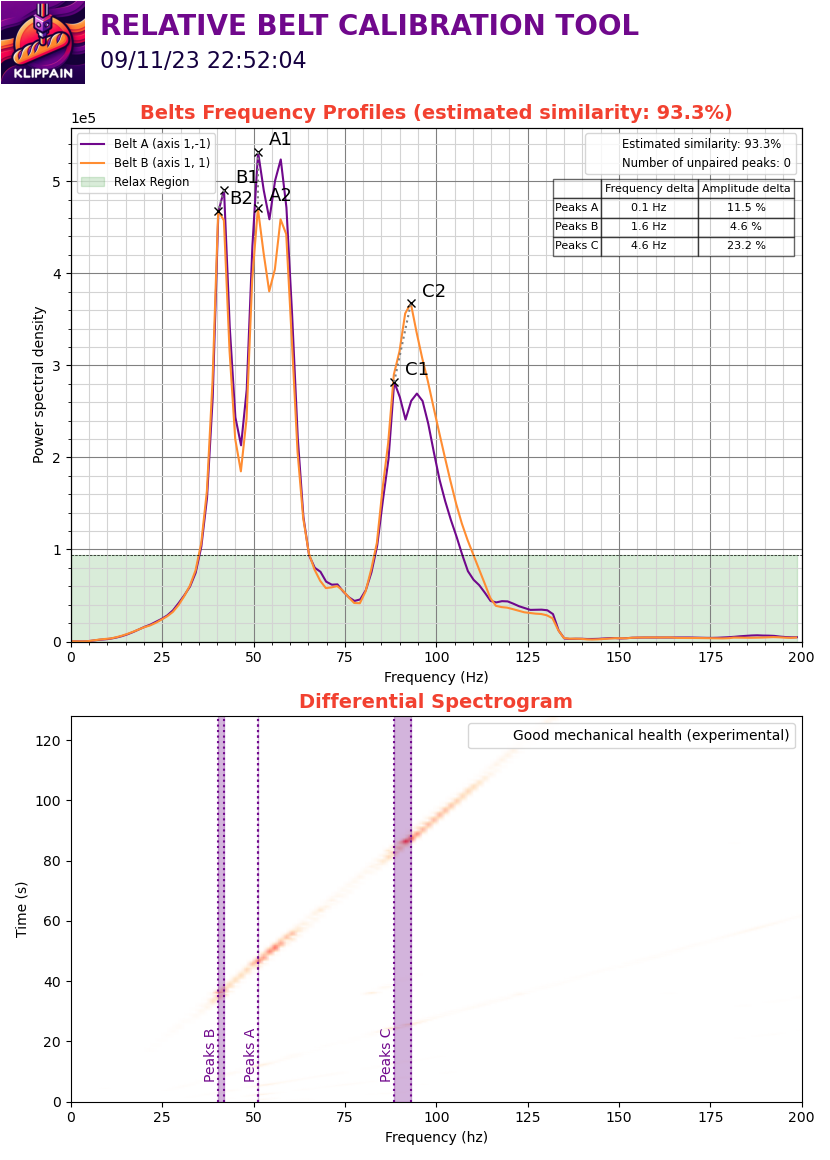 RELATIVE BELT CALIBRATION TOOL
09/11/23 22:52:04
KLIPPAIN
Belts Frequency Profiles (estimated similarity: 93.3%)
1e5
Belt A (axis 1,-1)
Belt B (axis 1, 1)
Relax Region
Estimated similarity: 93.3%
Number of unpaired peaks: 0
Frequency delta Amplitude delta
Peaks A 0.1 Hz 11.5 %
Peaks B 1.6 Hz 4.6 %
Peaks C 4.6 Hz 23.2 %
A1
B1
A2
B2
C2
C1
Power spectral density
5
4
3
2
1
0
0 25 50 75 100 125 150 175 200
Frequency (Hz)
Differential Spectrogram
Good mechanical health (experimental)
Time (s)
120
100
80
60
40
20
0
Peaks B
Peaks A
Peaks C
0 25 50 75 100 125 150 175 200
Frequency (hz)